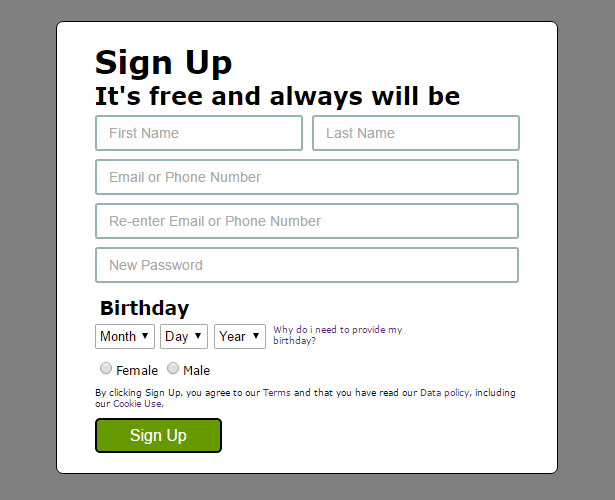 Sign Up
It's free and always will be
First Name Last Name
Email or Phone Number
Re-enter Email or Phone Number
New Password
Birthday
Month Day Year Why do i need to provide my
birthday?
Female Male
By clicking Sign Up, you agree to our Terms and that you have read our Data policy, including
our Cookie Use.
Sign Up